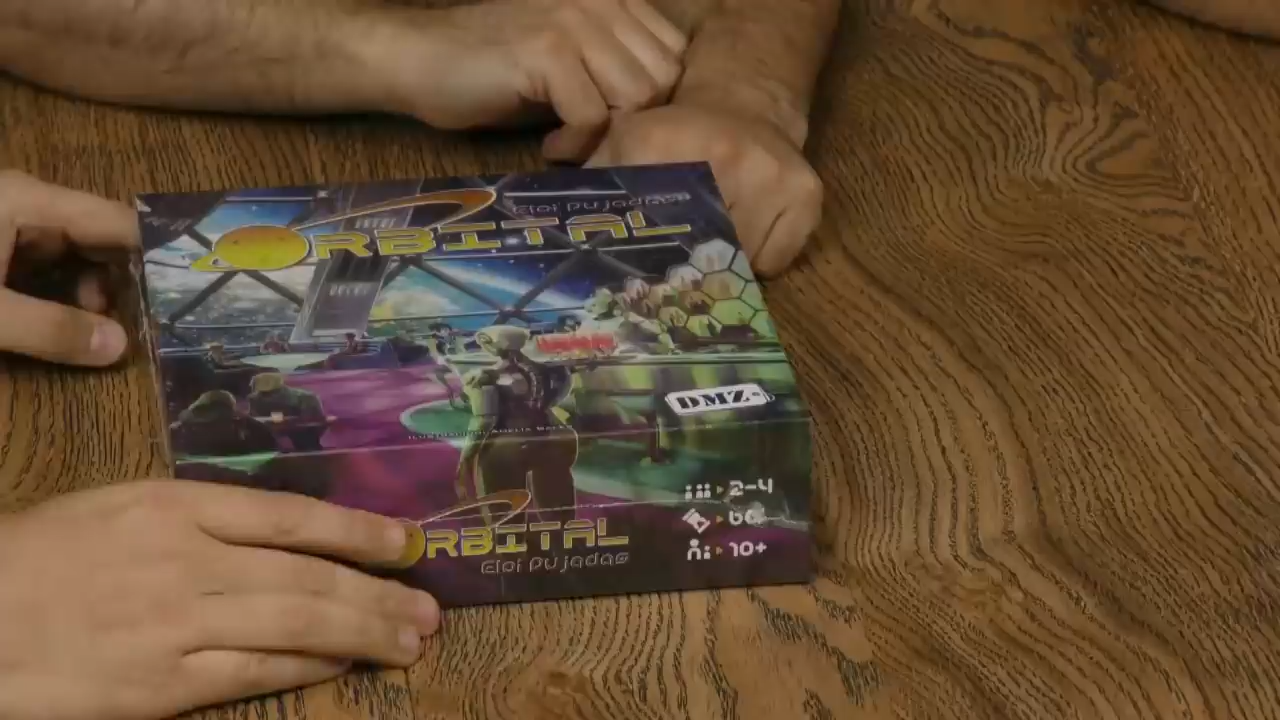 Eloi Pujadas
ORBITAL
DMZ-
2-4
60
10+
ORBITAL
Eloi Pujadas